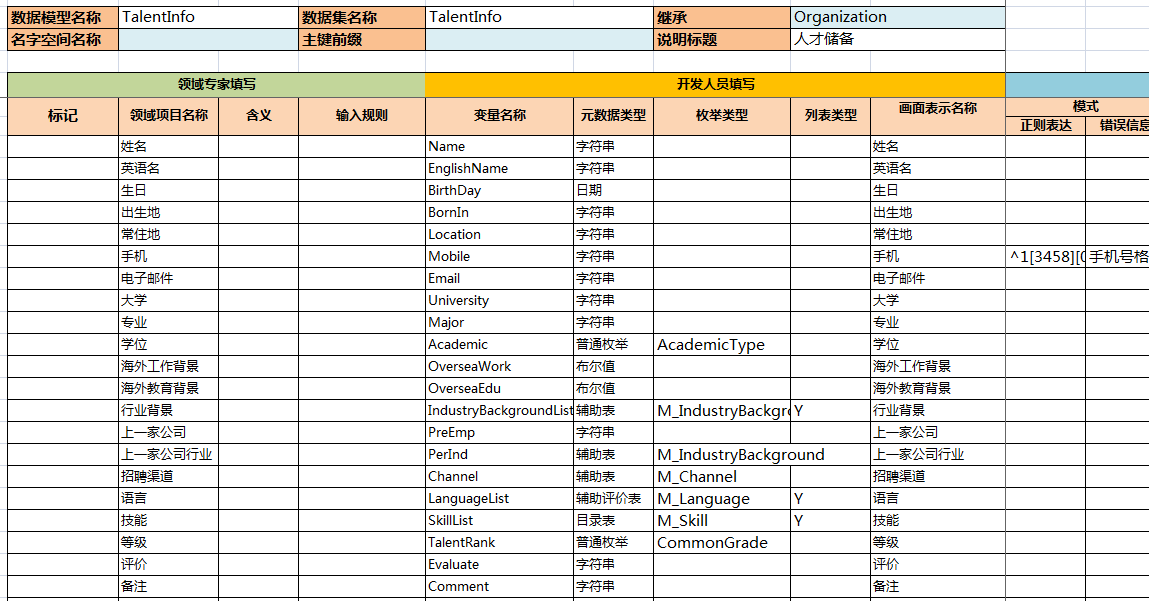 数据模型名称 TalentInfo 数据集名称 TalentInfo 继承 Organization
名字空间名称 主键前缀 说明标题 人才储备
领域专家填写 开发人员填写
标记 领域项目名称 含义 输入规则 变量名称 元数据类型 枚举类型 列表类型 画面表示名称 模式
正则表达 错误信息
姓名 Name 字符串 姓名
英语名 EnglishName 字符串 英语名
生日 BirthDay 日期 生日
出生地 BornIn 字符串 出生地
常住地 Location 字符串 常住地
手机 Mobile 字符串 手机 ^1[3458][ 手机号格
电子邮件 Email 字符串 电子邮件
大学 University 字符串 大学
专业 Major 字符串 专业
学位 Academic 普通枚举 AcademicType 学位
海外工作背景 OverseaWork 布尔值 海外工作背景
海外教育背景 OverseaEdu 布尔值 海外教育背景
行业背景 IndustryBackgroundList 辅助表 M_IndustryBackgr Y 行业背景
上一家公司 PreEmp 字符串 上一家公司
上一家公司行业 PerInd 辅助表 M_IndustryBackground 上一家公司行业
招聘渠道 Channel 辅助表 M_Channel 招聘渠道
语言 LanguageList 辅助评价表 M_Language Y 语言
技能 SkillList 目录表 M_Skill Y 技能
等级 TalentRank 普通枚举 CommonGrade 等级
评价 Evaluate 字符串 评价
备注 Comment 字符串 备注